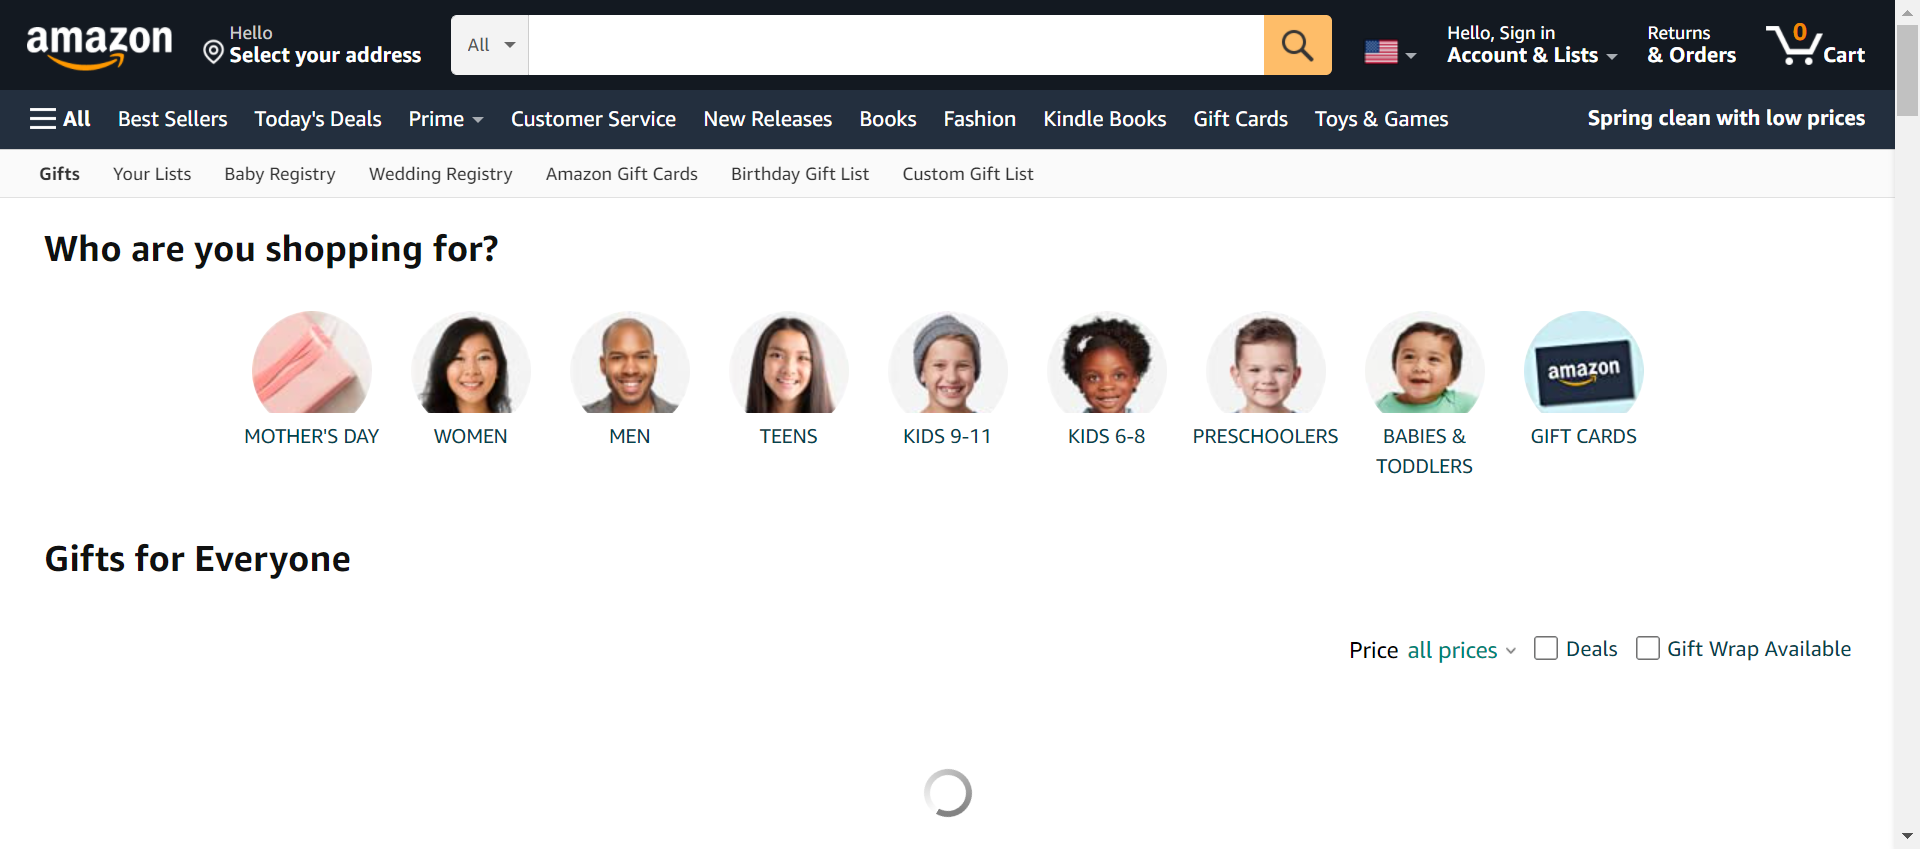 amazon
Hello
Select your address
All
Hello, Sign in
Account & Lists
Returns
& Orders
0
Cart
All
Best Sellers
Today's Deals
Prime
Customer Service
New Releases
Books
Fashion
Kindle Books
Gift Cards
Toys & Games
Spring clean with low prices
Gifts
Your Lists
Baby Registry
Wedding Registry
Amazon Gift Cards
Birthday Gift List
Custom Gift List
Who are you shopping for?
amazon
MOTHER'S DAY
WOMEN
MEN
TEENS
KIDS 9-11
KIDS 6-8
PRESCHOOLERS
BABIES &
TODDLERS
GIFT CARDS
Gifts for Everyone
Price all prices
Deals
Gift Wrap Available